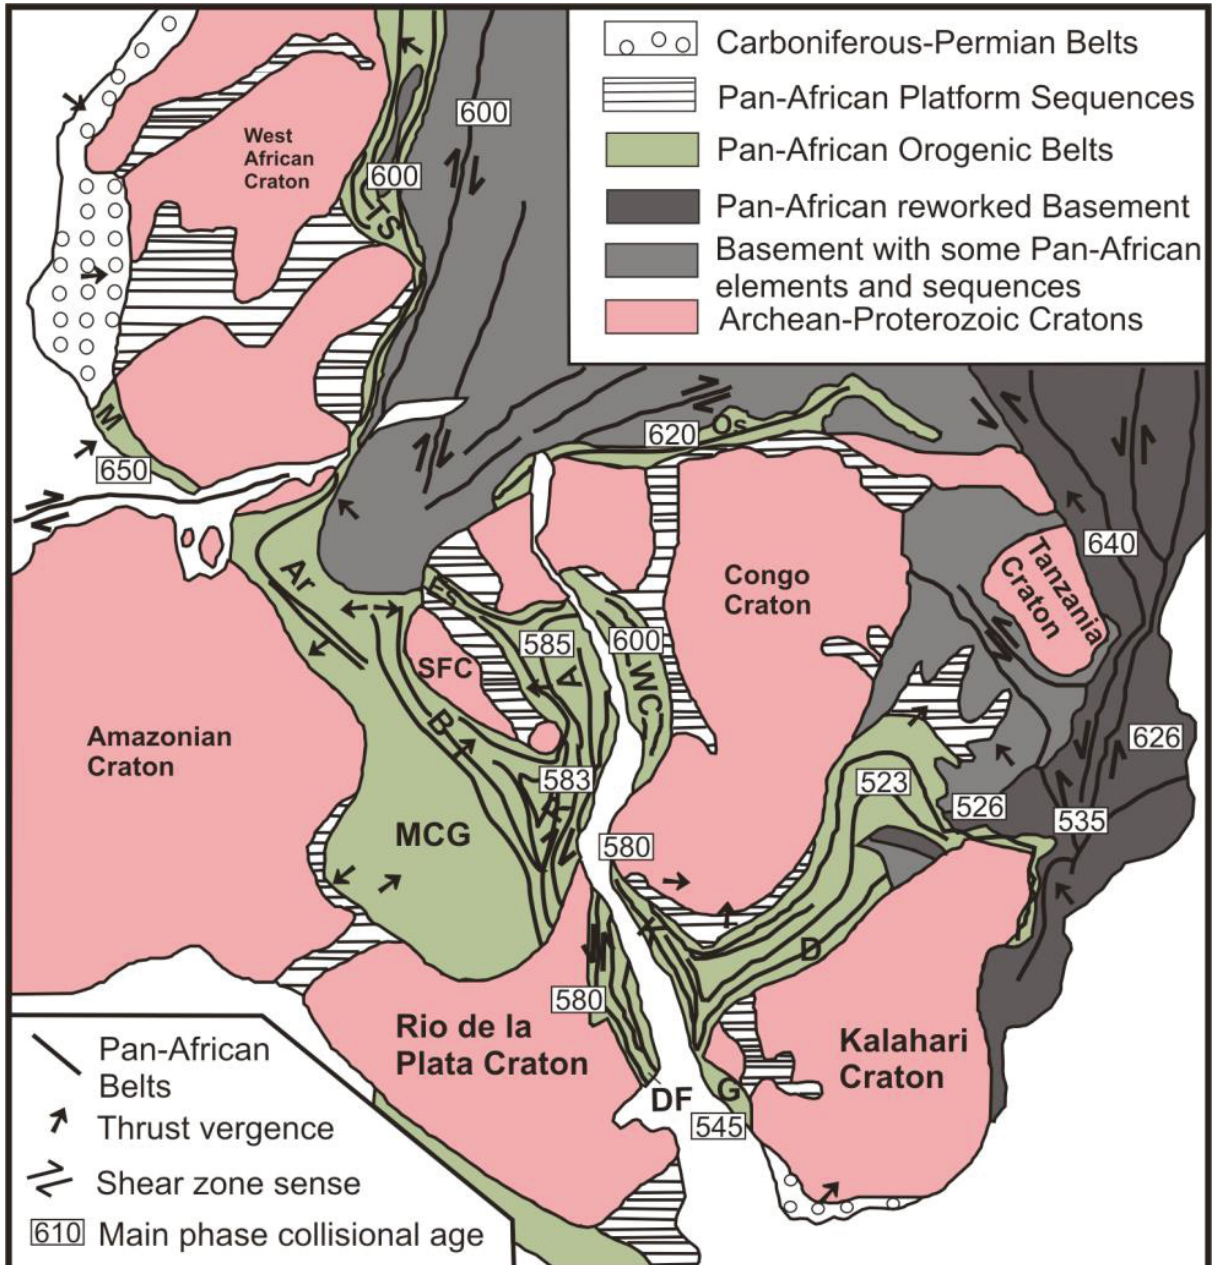 Carboniferous-Permian Belts
Pan-African Platform Sequences
Pan-African Orogenic Belts
Pan-African reworked Basement
Basement with some Pan-African
elements and sequences
Archean-Proterozoic Cratons
600
West
African
Craton
600
TS
M
650
620
Os
640
Tanzania
Craton
Congo
Craton
Ar
FS
585
A
600
WC
SFC
B
Amazonian
Craton
583
626
523
526
535
MCG
580
K
D
580
Rio de la
Plata Craton
Kalahari
Craton
DF
G
545
Pan-African
Belts
Thrust vergence
Shear zone sense
610 Main phase collisional age